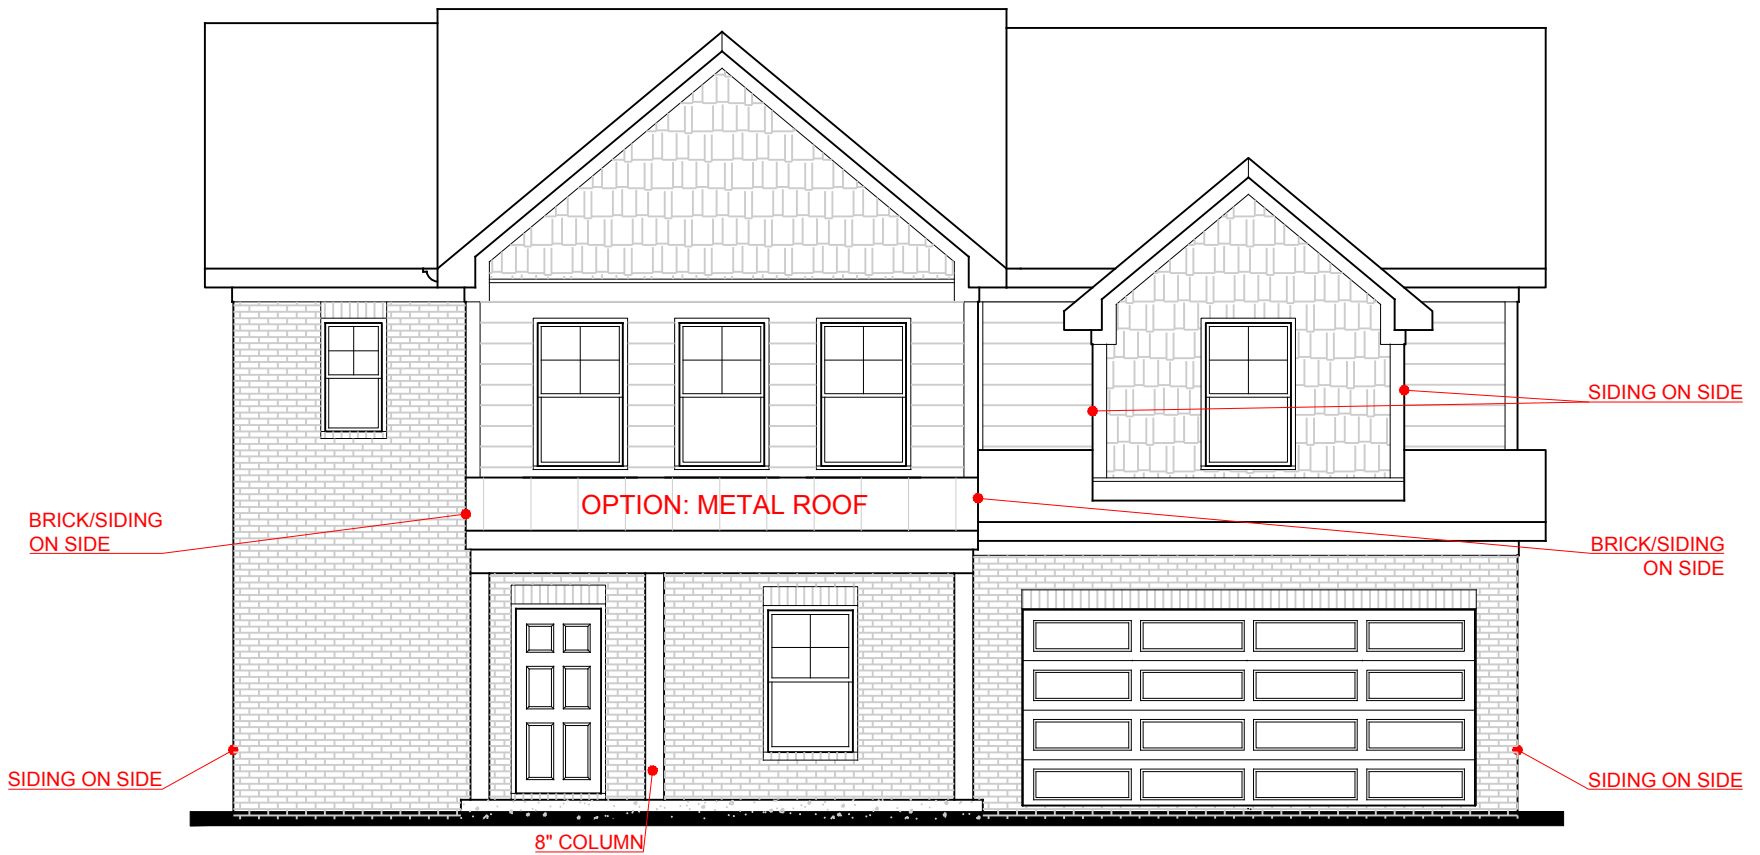 SIDING ON SIDE
OPTION: METAL ROOF
BRICK/SIDING
ON SIDE
BRICK/SIDING
ON SIDE
SIDING ON SIDE
SIDING ON SIDE
8" COLUMN